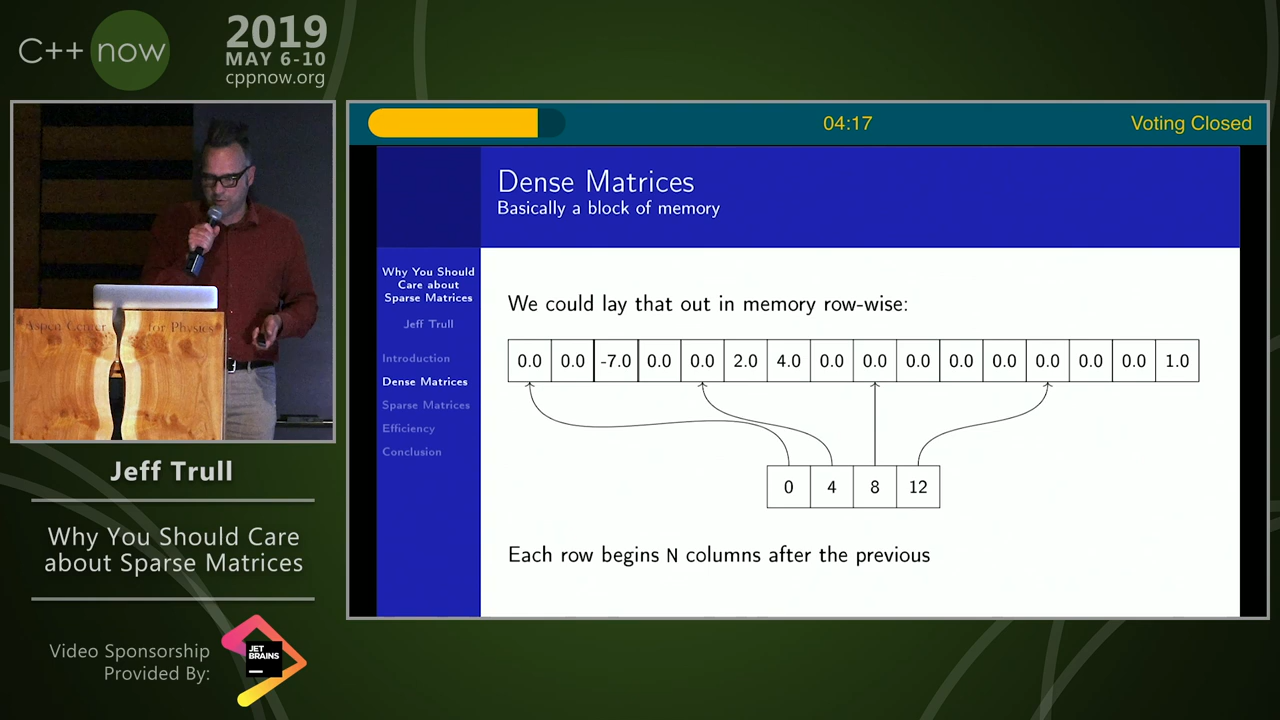 C++ now
2019
MAY 6-10
cppnow.org
04:17
Voting Closed
Dense Matrices
Basically a block of memory
Why You Should
Care about
Sparse Matrices
Jeff Trull
Introduction
Dense Matrices
Sparse Matrices
Efficiency
Conclusion
We could lay that out in memory row-wise:
0.0 0.0 -7.0 0.0 0.0 2.0 4.0 0.0 0.0 0.0 0.0 0.0 0.0 0.0 0.0 1.0
0 4 8 12
Each row begins N columns after the previous
Aspen Center for Physics
Jeff Trull
Why You Should Care
about Sparse Matrices
Video Sponsorship
Provided By:
JET
BRAINS